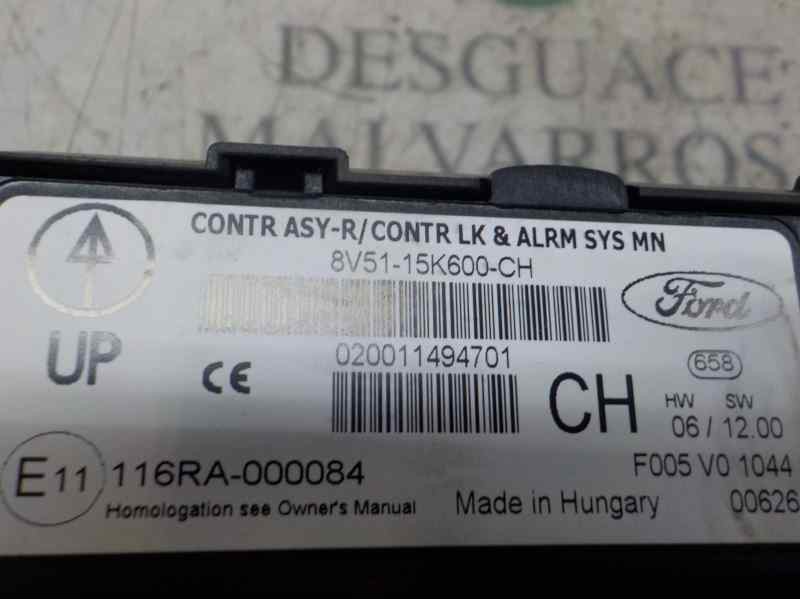 DESGUACE
MALVARROS
CONTR ASY-R/CONTR LK & ALRM SYS MN
8V51-15K600-CH
Ford
UP
CE
020011494701
CH
658
HW SW
06 / 12.00
E11 116RA-000084
F005 V0 1044
Homologation see Owner's Manual
Made in Hungary
00626